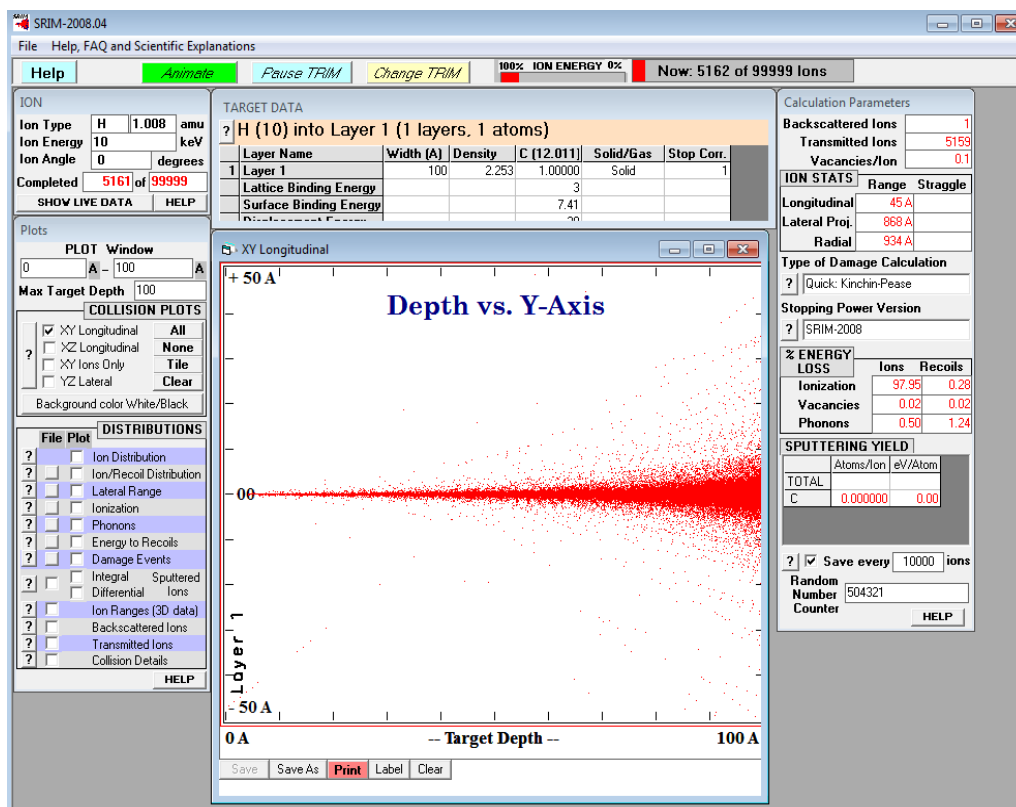 SRIM-2008.04
File Help, FAQ and Scientific Explanations
Help Animate Pause TRIM Change TRIM 100% ION ENERGY 0% Now: 5162 of 99999 Ions
ION
Ion Type H 1.008 amu
Ion Energy 10 keV
Ion Angle 0 degrees
Completed 5161 of 99999
SHOW LIVE DATA HELP
Plots
PLOT Window
0 A - 100 A
Max Target Depth 100
COLLISION PLOTS
? XY Longitudinal All
XZ Longitudinal None
XY Ions Only Tile
YZ Lateral Clear
Background color White/Black
DISTRIBUTIONS
File Plot
? Ion Distribution
? Ion/Recoil Distribution
? Lateral Range
? Ionization
? Phonons
? Energy to Recoils
? Damage Events
? Integral Sputtered
Differential Ions
? Ion Ranges (3D data)
? Backscattered Ions
? Transmitted Ions
? Collision Details
HELP
TARGET DATA
? H (10) into Layer 1 (1 layers, 1 atoms)
Layer Name Width (A) Density C (12.011) Solid/Gas Stop Corr.
1 Layer 1 100 2.253 1.00000 Solid 1
Lattice Binding Energy 3
Surface Binding Energy 7.41
XY Longitudinal
+ 50 A
Depth vs. Y-Axis
00
Layer 1
- 50 A
0 A -- Target Depth -- 100 A
Save Save As Print Label Clear
Calculation Parameters
Backscattered Ions 1
Transmitted Ions 5159
Vacancies/Ion 0.1
ION STATS Range Straggle
Longitudinal 45 A
Lateral Proj. 868 A
Radial 934 A
Type of Damage Calculation
? Quick: Kinchin-Pease
Stopping Power Version
? SRIM-2008
% ENERGY LOSS Ions Recoils
Ionization 97.95 0.28
Vacancies 0.02 0.02
Phonons 0.50 1.24
SPUTTERING YIELD
Atoms/Ion eV/Atom
TOTAL
C 0.000000 0.00
? Save every 10000 ions
Random
Number 504321
Counter
HELP